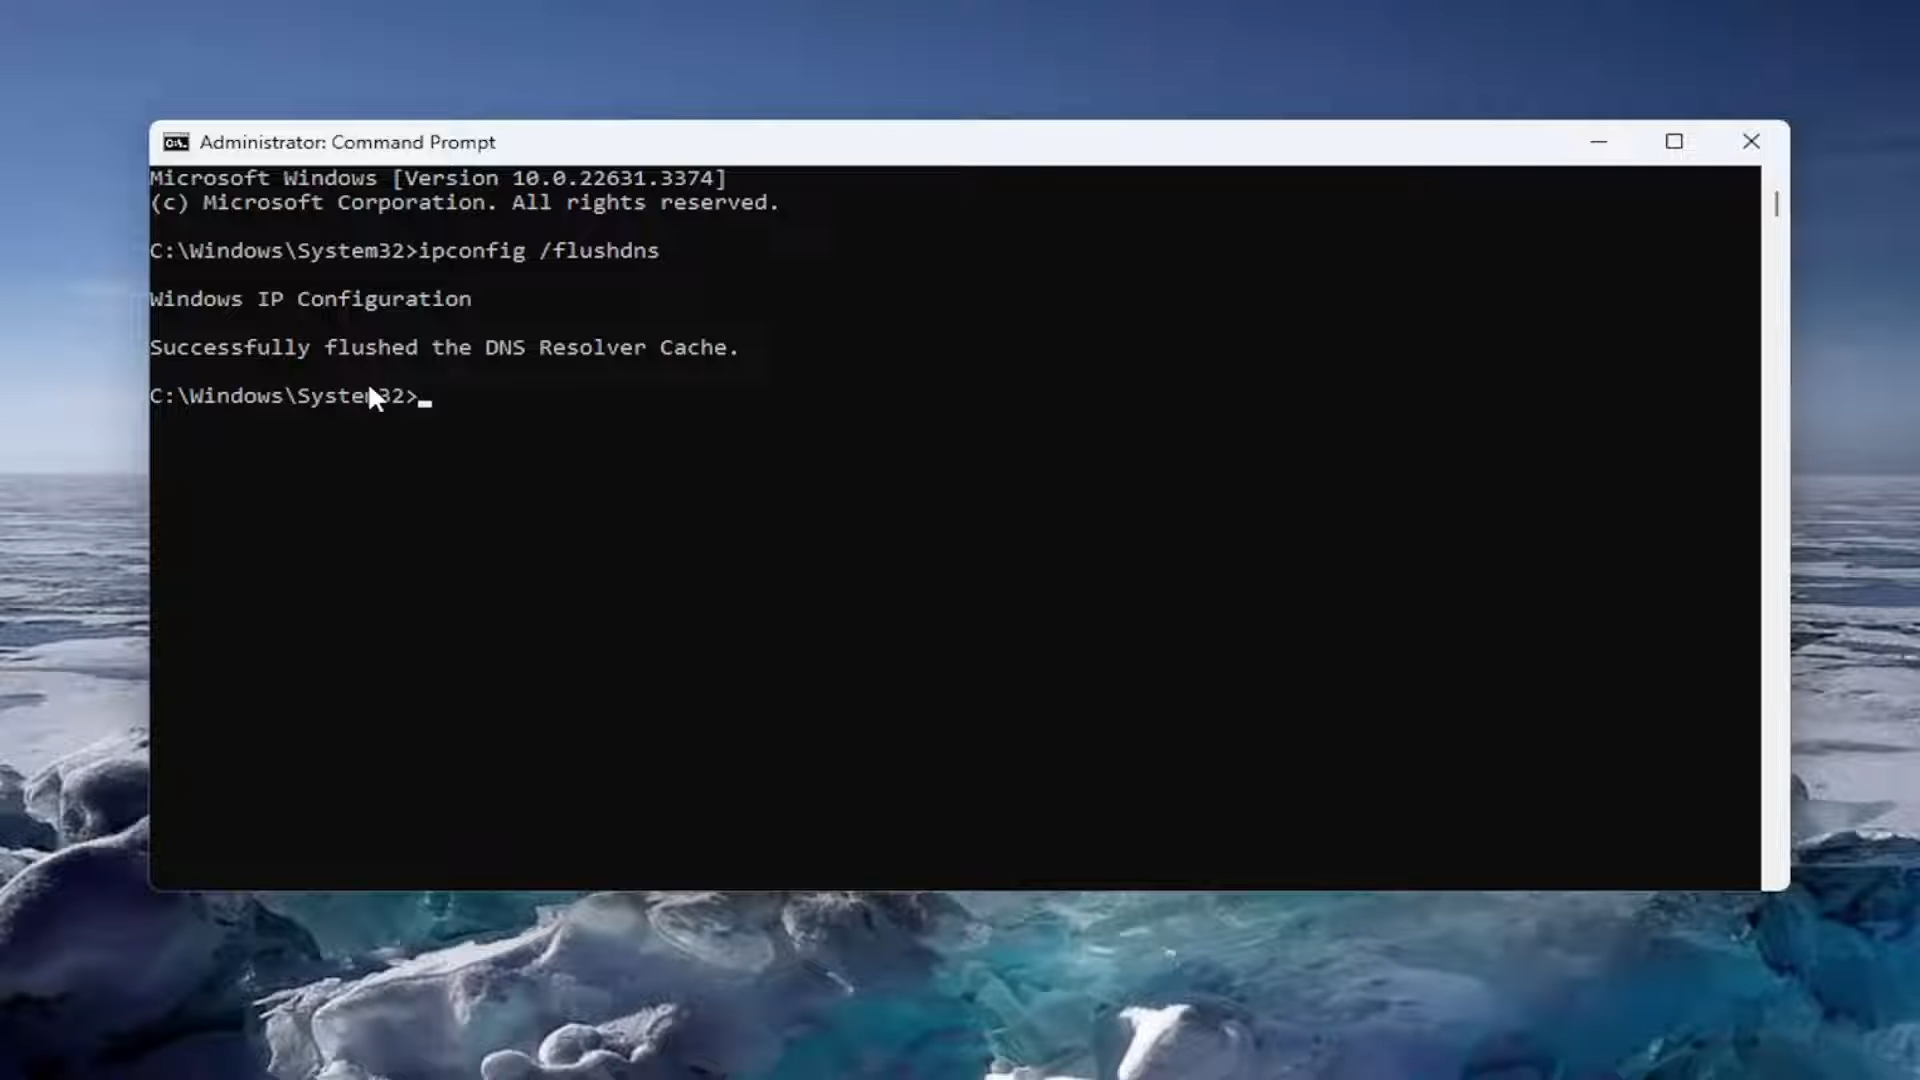 Administrator: Command Prompt
Microsoft Windows [Version 10.0.22631.3374]
(c) Microsoft Corporation. All rights reserved.
C:\Windows\System32>ipconfig /flushdns
Windows IP Configuration
Successfully flushed the DNS Resolver Cache.
C:\Windows\System32>